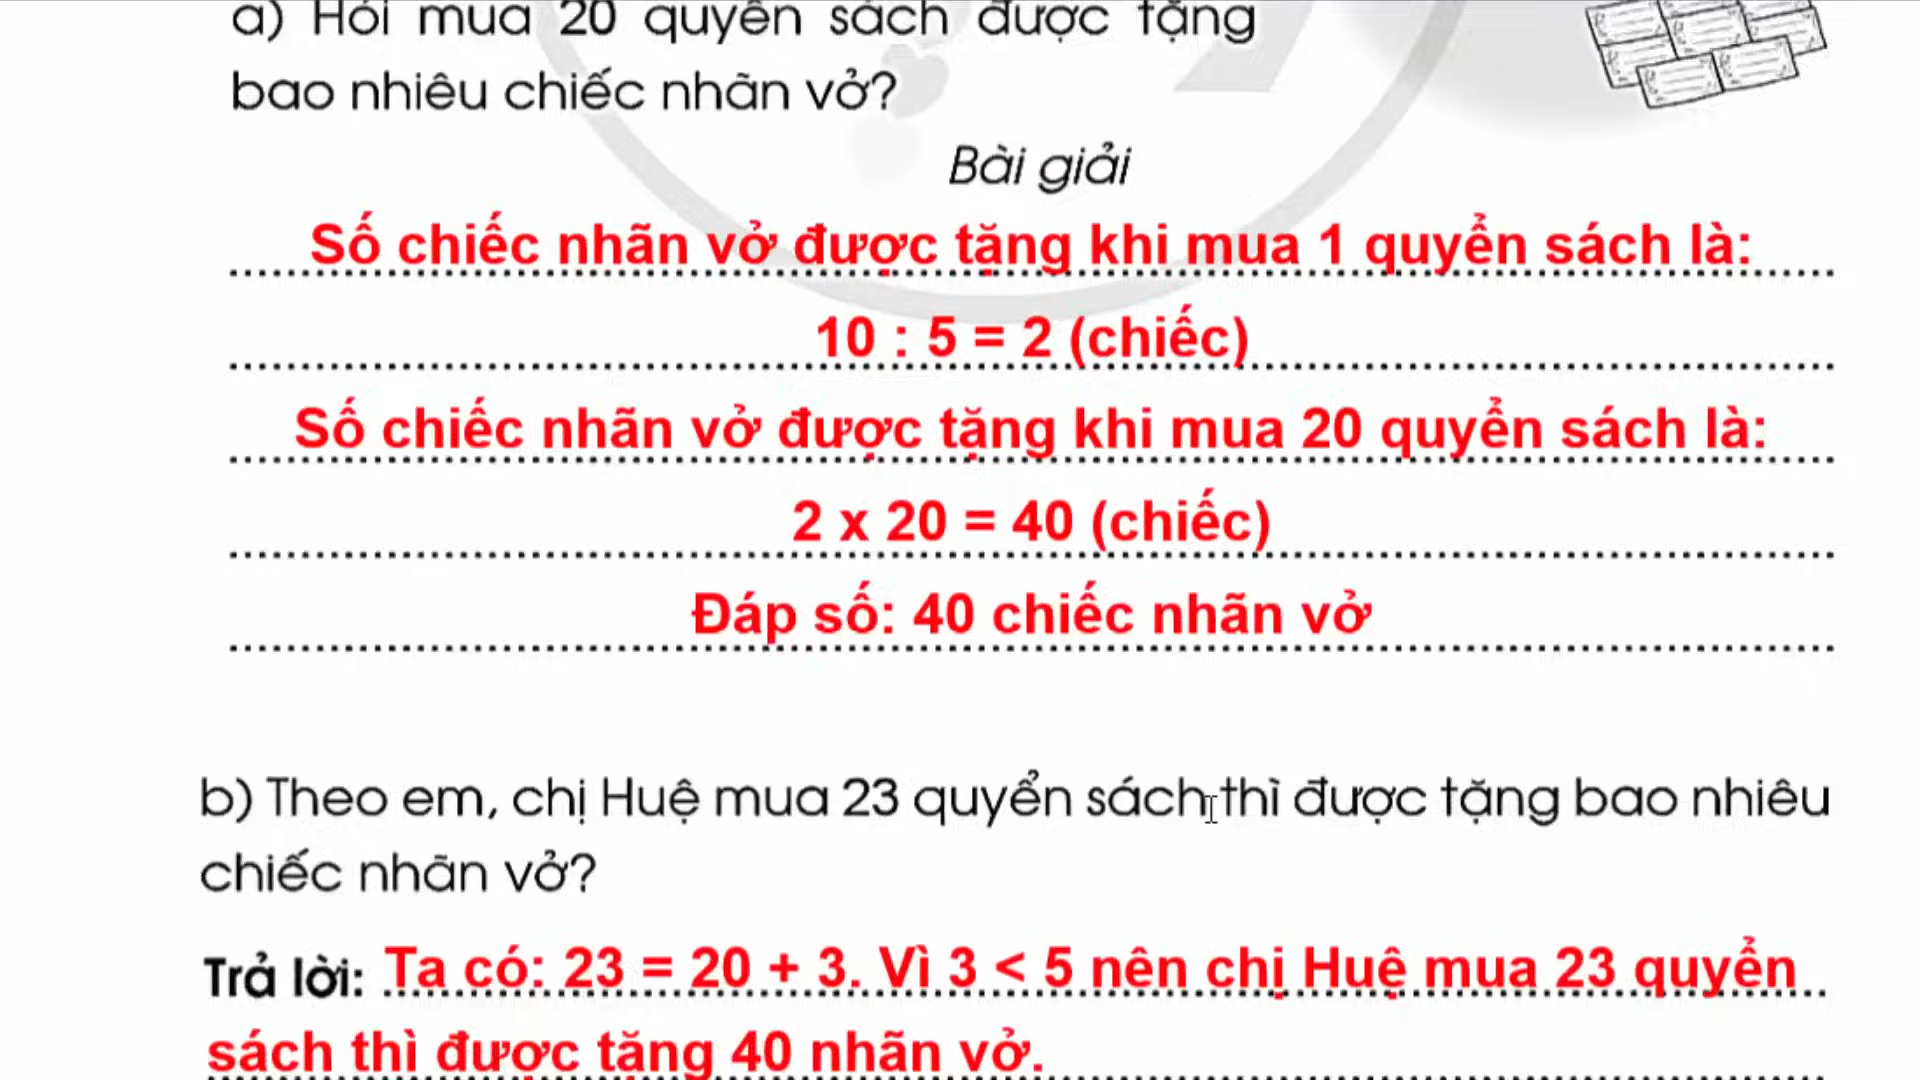 a) Hỏi mua 20 quyển sách được tặng
bao nhiêu chiếc nhãn vở?
Bài giải
Số chiếc nhãn vở được tặng khi mua 1 quyển sách là:
10 : 5 = 2 (chiếc)
Số chiếc nhãn vở được tặng khi mua 20 quyển sách là:
2 x 20 = 40 (chiếc)
Đáp số: 40 chiếc nhãn vở
b) Theo em, chị Huệ mua 23 quyển sách thì được tặng bao nhiêu
chiếc nhãn vở?
Trả lời: Ta có: 23 = 20 + 3. Vì 3 < 5 nên chị Huệ mua 23 quyển
sách thì được tặng 40 nhãn vở.